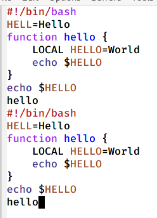 #!/bin/bash
HELL=Hello
function hello {
    LOCAL HELLO=World
    echo $HELLO
}
echo $HELLO
hello
#!/bin/bash
HELL=Hello
function hello {
    LOCAL HELLO=World
    echo $HELLO
}
echo $HELLO
hello